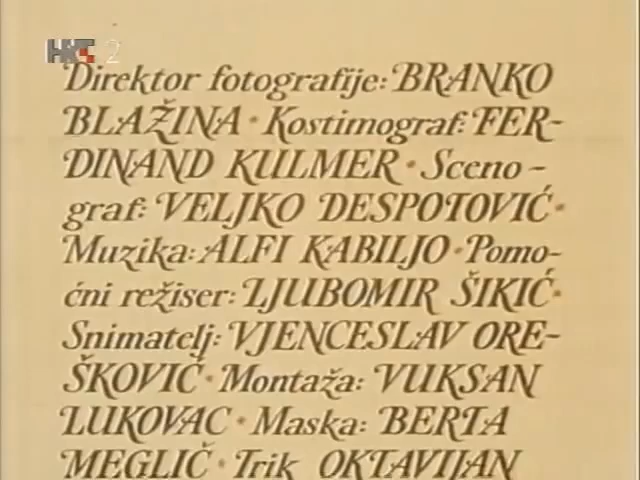 HRT 2
Direktor fotografije: BRANKO
BLAŽINA • Kostimograf: FER-
DINAND KULMER • Sceno-
graf: VELJKO DESPOTOVIĆ •
Muzika: ALFI KABILJO • Pomo-
ćni režiser: LJUBOMIR ŠIKIĆ •
Snimatelj: VJENCESLAV ORE-
ŠKOVIĆ • Montaža: VUKSAN
LUKOVAC • Maska: BERTA
MEGLIČ • Trik OKTAVIJAN